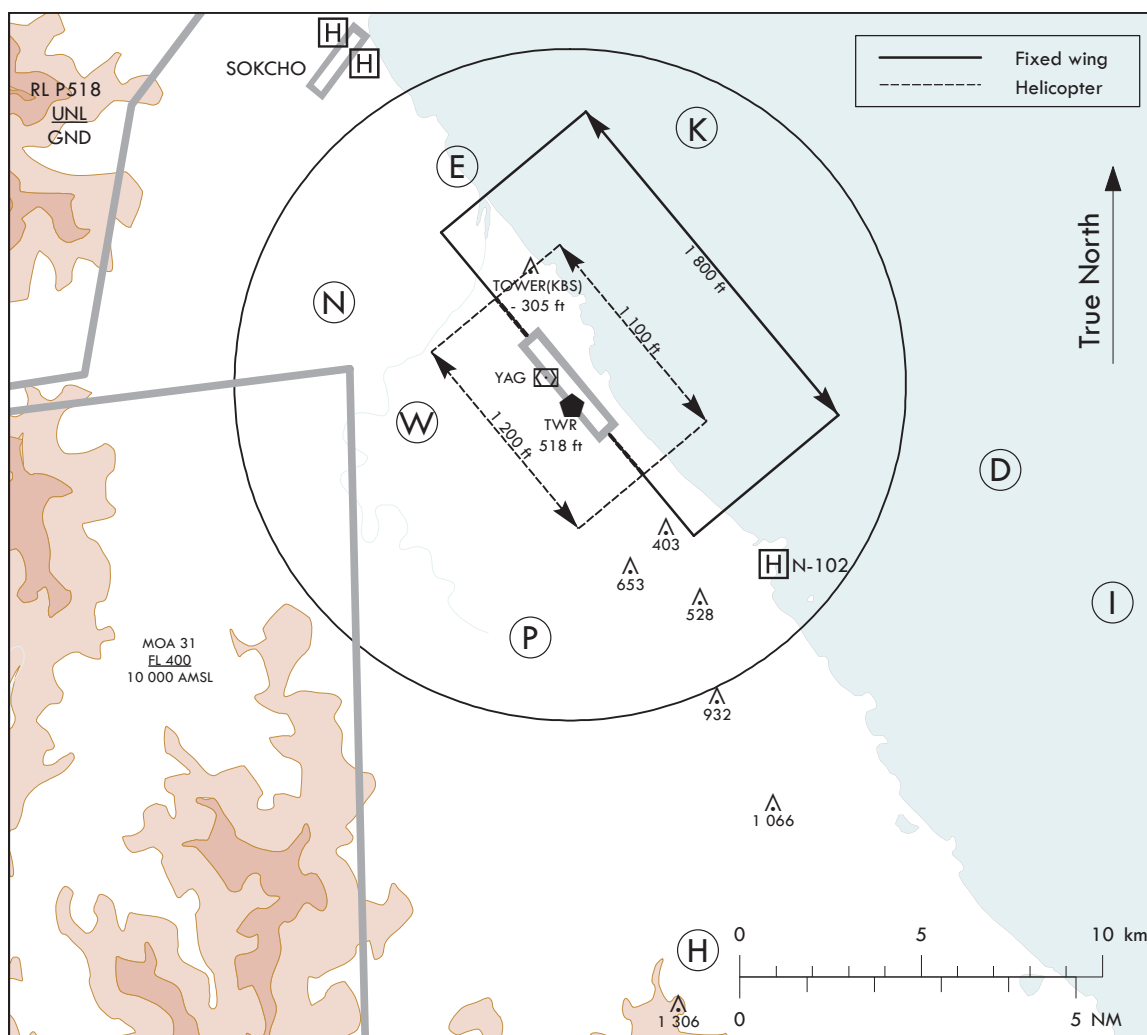 H
H
SOKCHO
RL P518
UNL
GND
Fixed wing
Helicopter
K
E
True North
1 800 ft
TOWER(KBS)
- 305 ft
N
1 100 ft
YAG
W
TWR
518 ft
1 200 ft
D
403
H N-102
653
528
I
P
MOA 31
FL 400
10 000 AMSL
932
1 066
H
0 5 10 km
1 306
0 5 NM